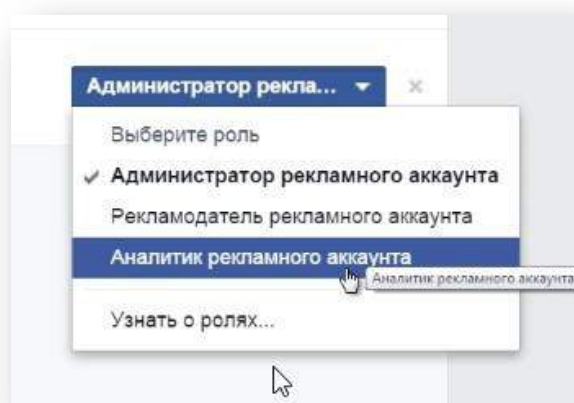 Администратор рекла...
Выберите роль
Администратор рекламного аккаунта
Рекламодатель рекламного аккаунта
Аналитик рекламного аккаунта
Аналитик рекламного аккаунта
Узнать о ролях...